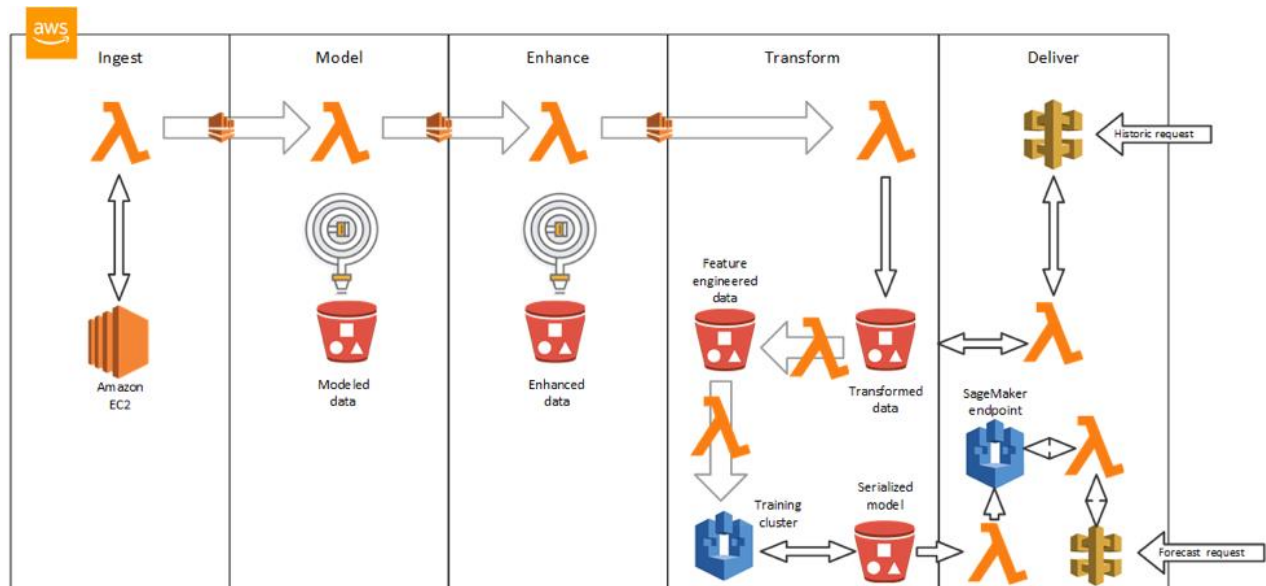 aws
Ingest
Model
Enhance
Transform
Deliver
Historic request
Feature
engineered
data
Amazon
EC2
Modeled
data
Enhanced
data
Transformed
data
SageMaker
endpoint
Training
cluster
Serialized
model
Forecast request